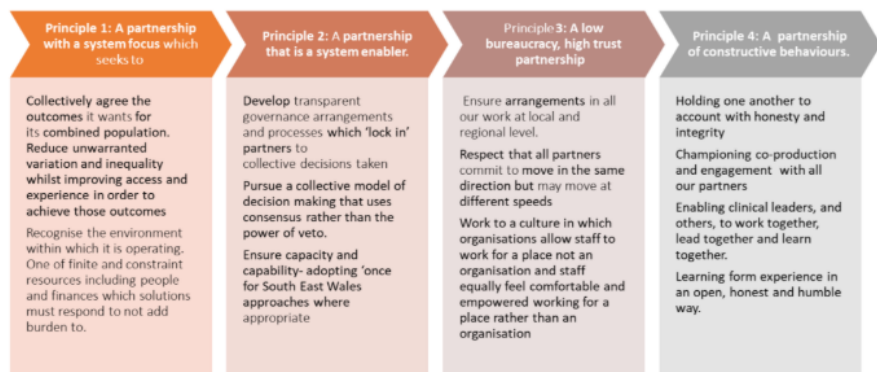 Principle 1: A partnership
with a system focus which
seeks to
Collectively agree the
outcomes it wants for
its combined population.
Reduce unwarranted
variation and inequality
whilst improving access and
experience in order to
achieve those outcomes
Recognise the environment
within which it is operating.
One of finite and constraint
resources including people
and finances which solutions
must respond to not add
burden to.
Principle 2: A partnership
that is a system enabler.
Develop transparent
governance arrangements
and processes which 'lock in'
partners to
collective decisions taken
Pursue a collective model of
decision making that uses
consensus rather than the
power of veto.
Ensure capacity and
capability- adopting 'once
for South East Wales
approaches where
appropriate
Principle 3: A low
bureaucracy, high trust
partnership
Ensure arrangements in all
our work at local and
regional level.
Respect that all partners
commit to move in the same
direction but may move at
different speeds
Work to a culture in which
organisations allow staff to
work for a place not an
organisation and staff
equally feel comfortable and
empowered working for a
place rather than an
organisation
Principle 4: A partnership
of constructive behaviours.
Holding one another to
account with honesty and
integrity
Championing co-production
and engagement with all
our partners
Enabling clinical leaders, and
others, to work together,
lead together and learn
together.
Learning form experience in
an open, honest and humble
way.